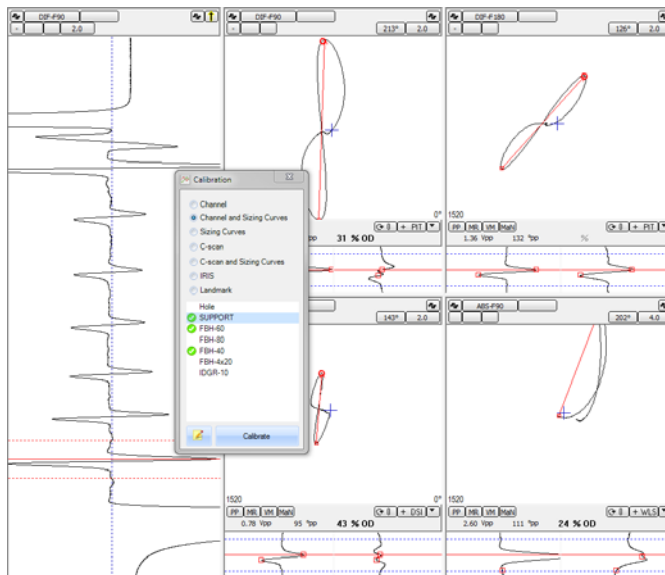 DIF-F90
- 2.0
DIF-F90
- 213° 2.0
DIF-F180
126° 2.0
0°
PP 31 % OD PIT
1520
PP MR VM MaN PIT
1.36 Vpp 132 °pp %
Calibration
Channel
Channel and Sizing Curves
Sizing Curves
C-scan
C-scan and Sizing Curves
IRIS
Landmark
Hole
SUPPORT
FBH-60
FBH-80
FBH-40
FBH-4x20
IDGR-10
Calibrate
143° 2.0
ABS-F90
202° 4.0
1520 0°
PP MR VM MaN DSI
0.78 Vpp 95 °pp 43 % OD
1520
PP MR VM MaN WLS
2.60 Vpp 111 °pp 24 % OD